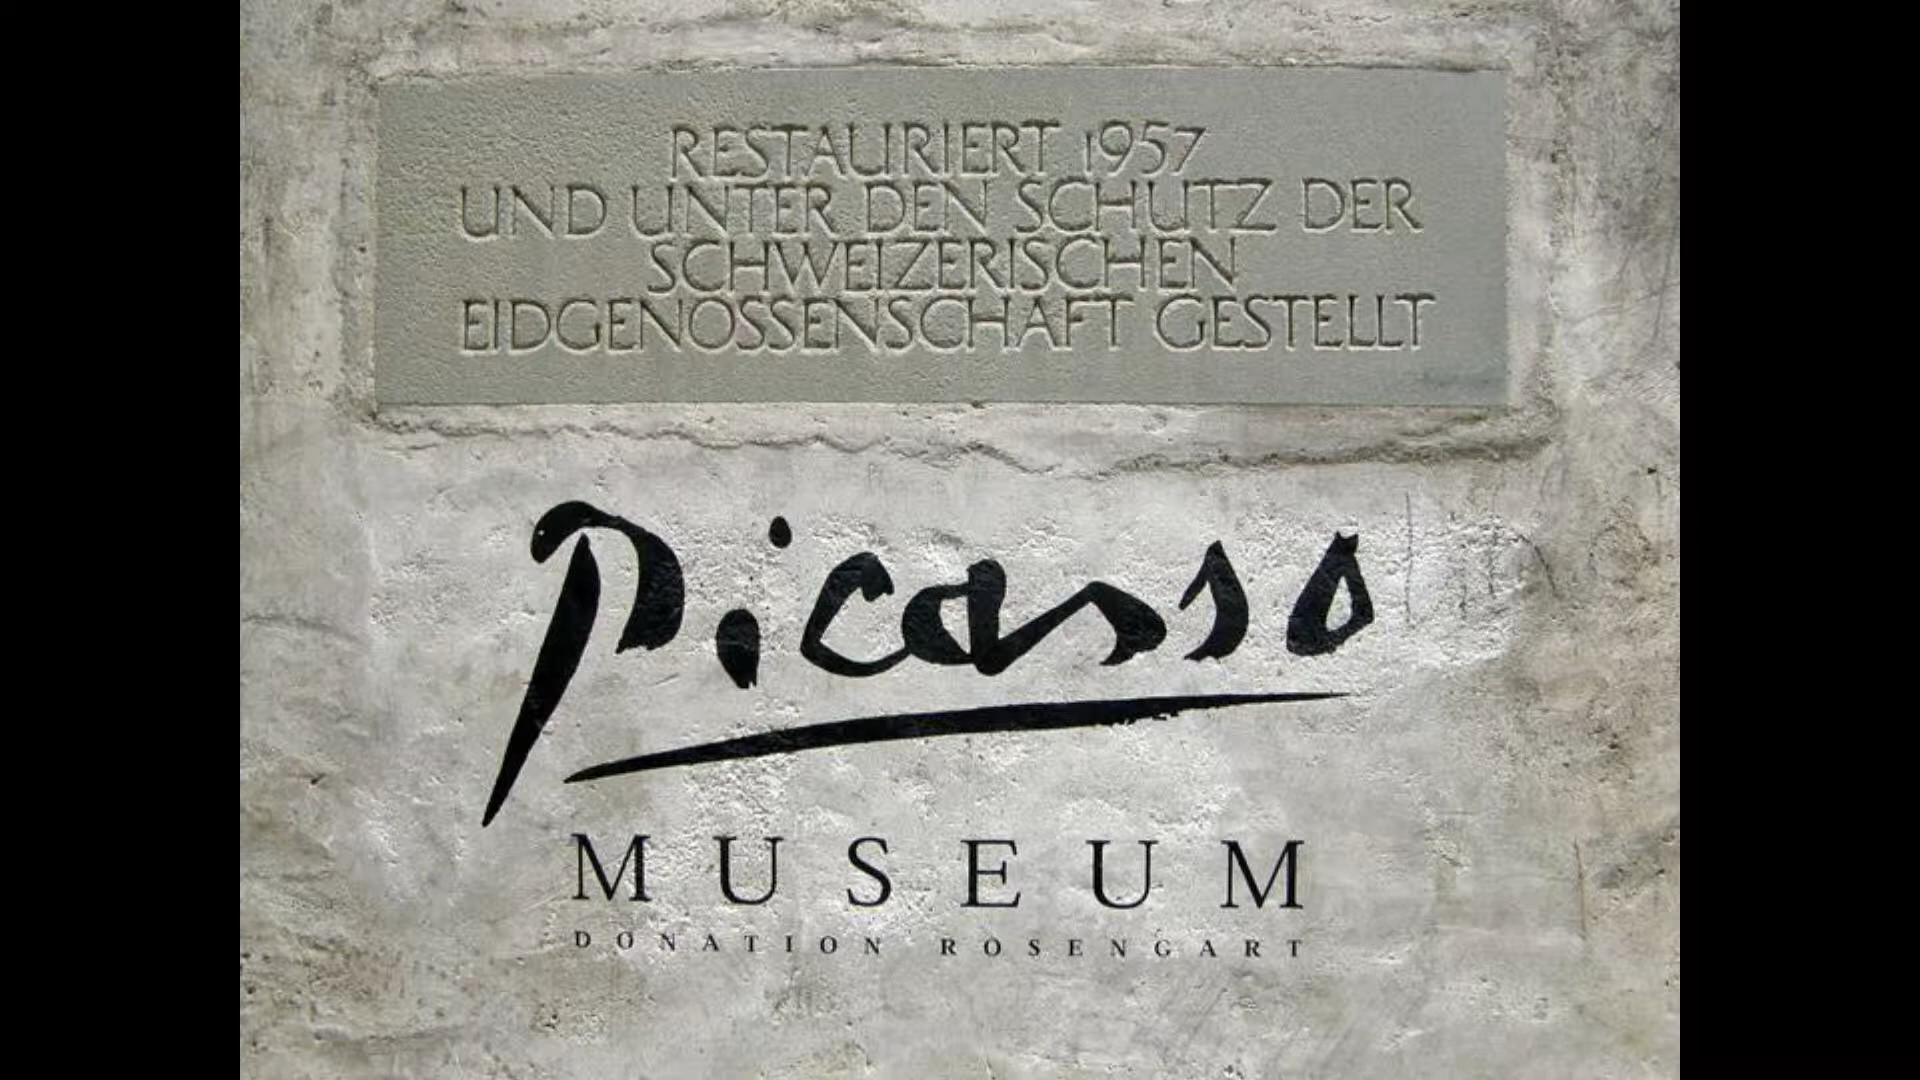 RESTAURIERT 1957
UND UNTER DEN SCHUTZ DER
SCHWEIZERISCHEN
EIDGENOSSENSCHAFT GESTELLT
Picasso
MUSEUM
DONATION ROSENGART